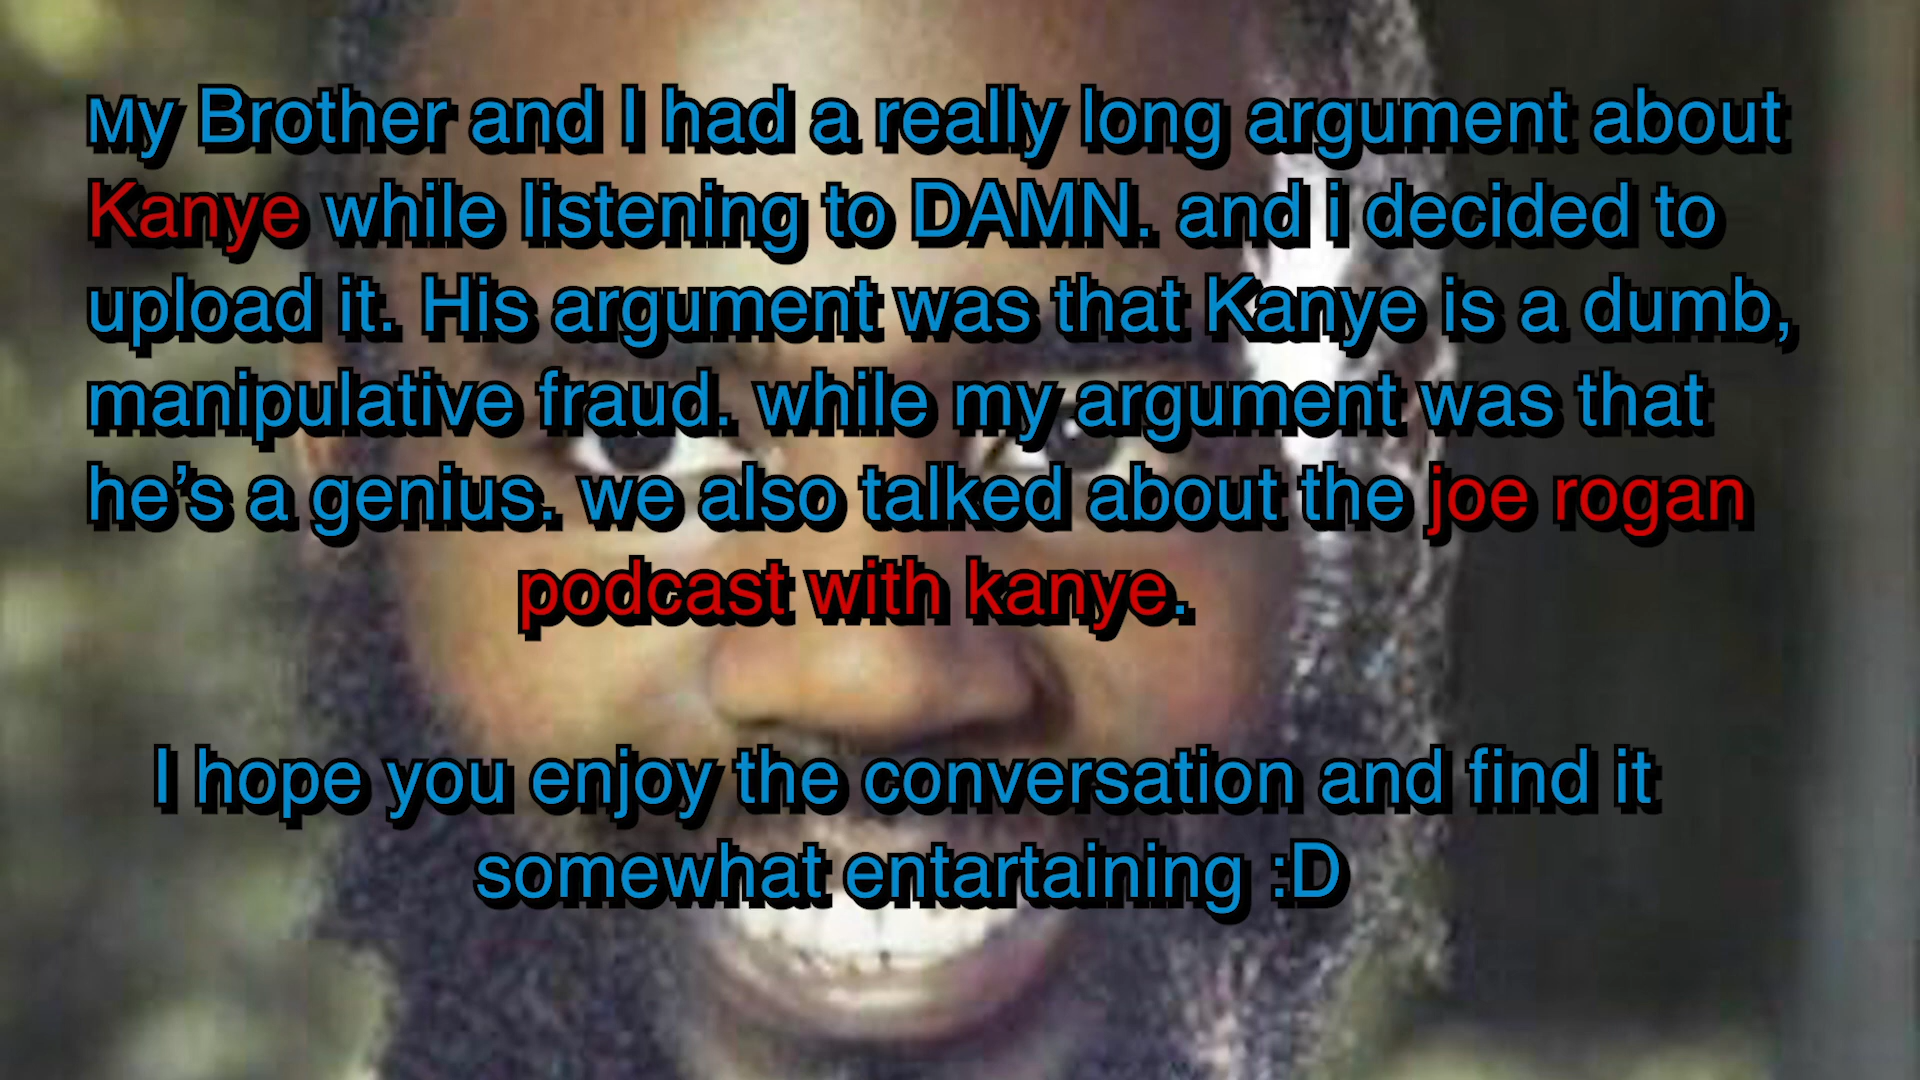 My Brother and I had a really long argument about
Kanye while listening to DAMN. and i decided to
upload it. His argument was that Kanye is a dumb,
manipulative fraud. while my argument was that
he's a genius. we also talked about the joe rogan
podcast with kanye.
I hope you enjoy the conversation and find it
somewhat entartaining :D